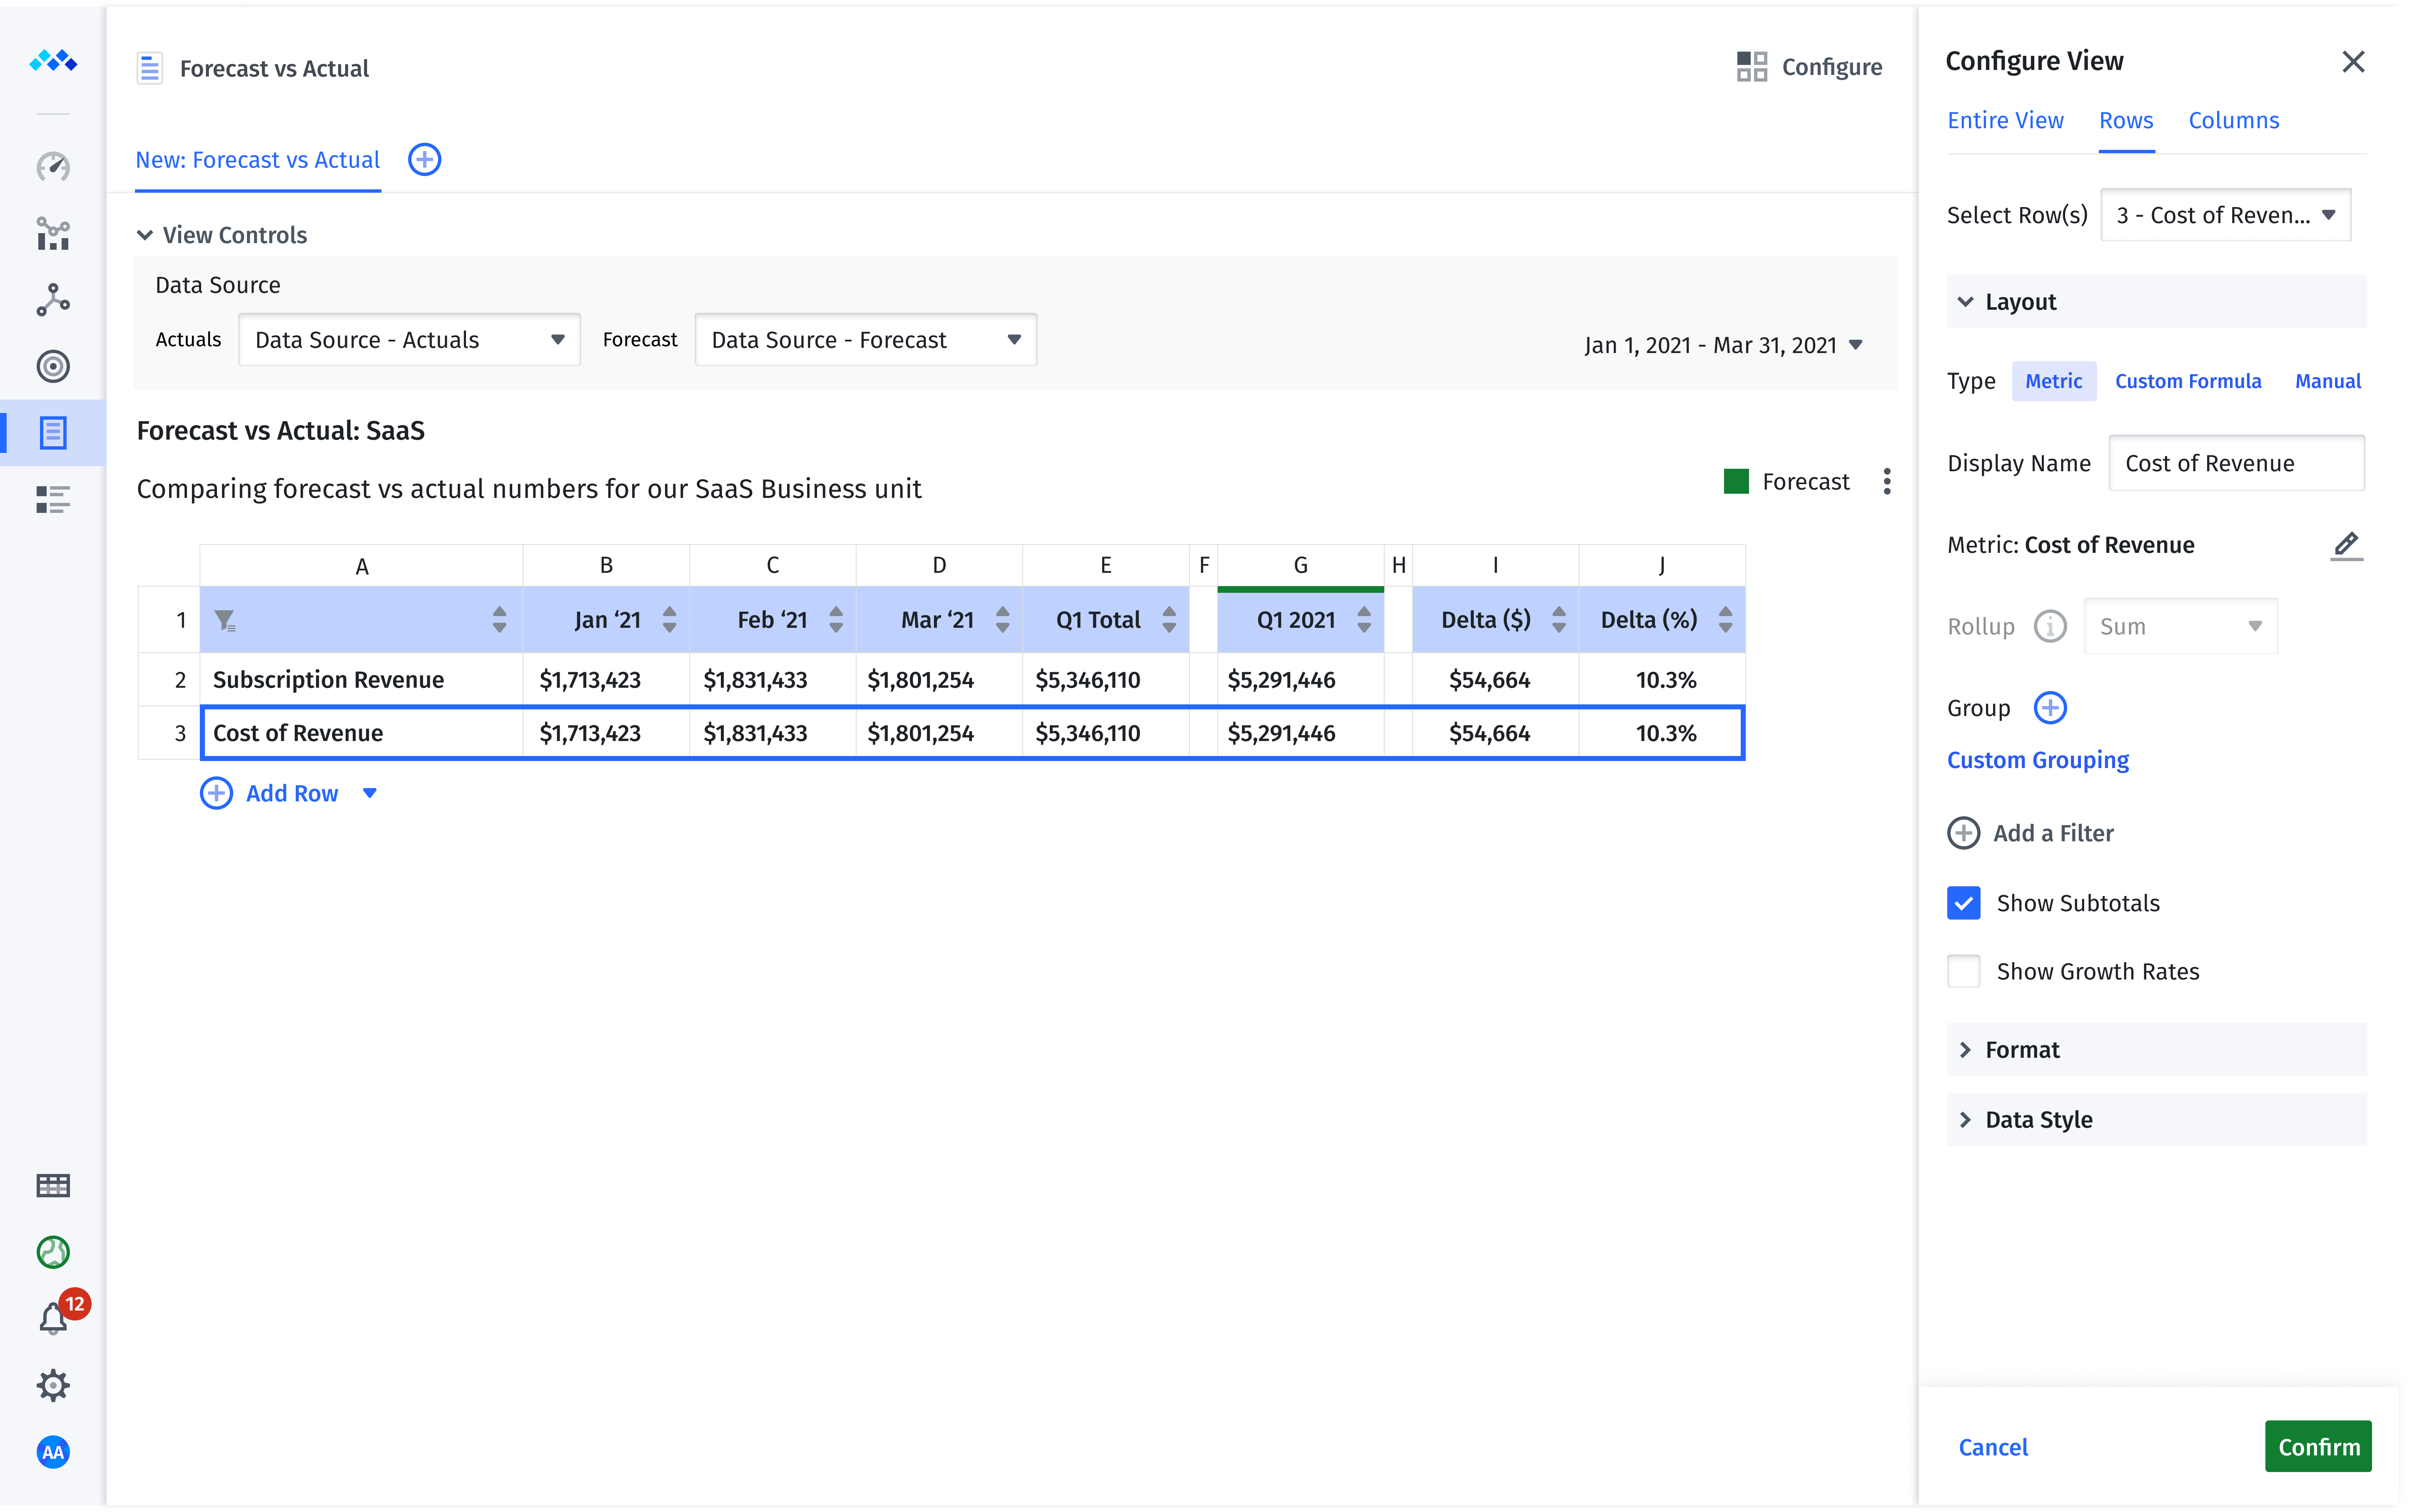 Forecast vs Actual
Configure
New: Forecast vs Actual
View Controls
Data Source
Actuals
Data Source - Actuals
Forecast
Data Source - Forecast
Jan 1, 2021 - Mar 31, 2021
Forecast vs Actual: SaaS
Comparing forecast vs actual numbers for our SaaS Business unit
Forecast
A B C D E F G H I J
1 Jan ‘21 Feb ‘21 Mar ‘21 Q1 Total Q1 2021 Delta ($) Delta (%)
2 Subscription Revenue $1,713,423 $1,831,433 $1,801,254 $5,346,110 $5,291,446 $54,664 10.3%
3 Cost of Revenue $1,713,423 $1,831,433 $1,801,254 $5,346,110 $5,291,446 $54,664 10.3%
Add Row
12
AA
Configure View
Entire View Rows Columns
Select Row(s) 3 - Cost of Reven...
Layout
Type Metric Custom Formula Manual
Display Name Cost of Revenue
Metric: Cost of Revenue
Rollup Sum
Group
Custom Grouping
Add a Filter
Show Subtotals
Show Growth Rates
Format
Data Style
Cancel Confirm